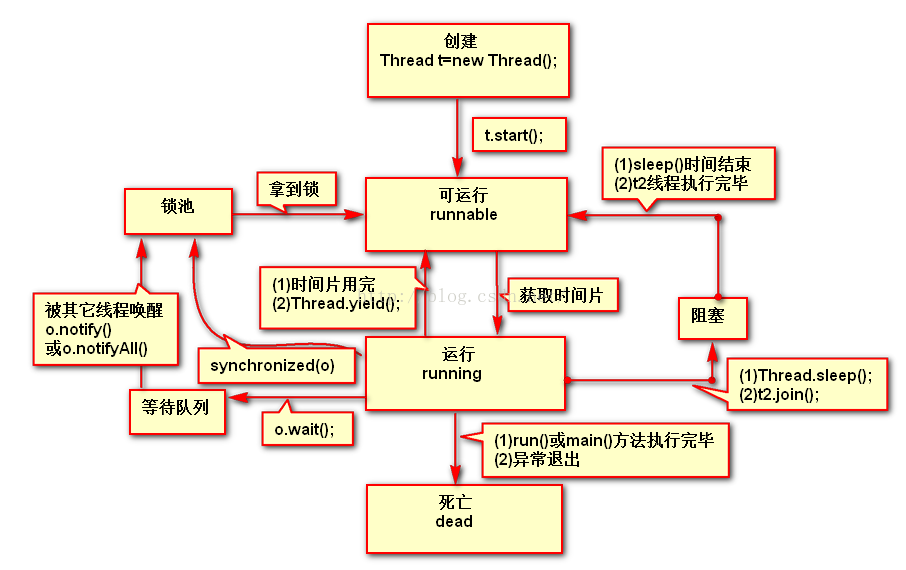 创建
Thread t=new Thread();
t.start();
(1)sleep()时间结束
(2)t2线程执行完毕
拿到锁
锁池
可运行
runnable
(1)时间片用完
(2)Thread.yield();
获取时间片
阻塞
被其它线程唤醒
o.notify()
或o.notifyAll()
synchronized(o)
运行
running
(1)Thread.sleep();
(2)t2.join();
等待队列
o.wait();
(1)run()或main()方法执行完毕
(2)异常退出
死亡
dead